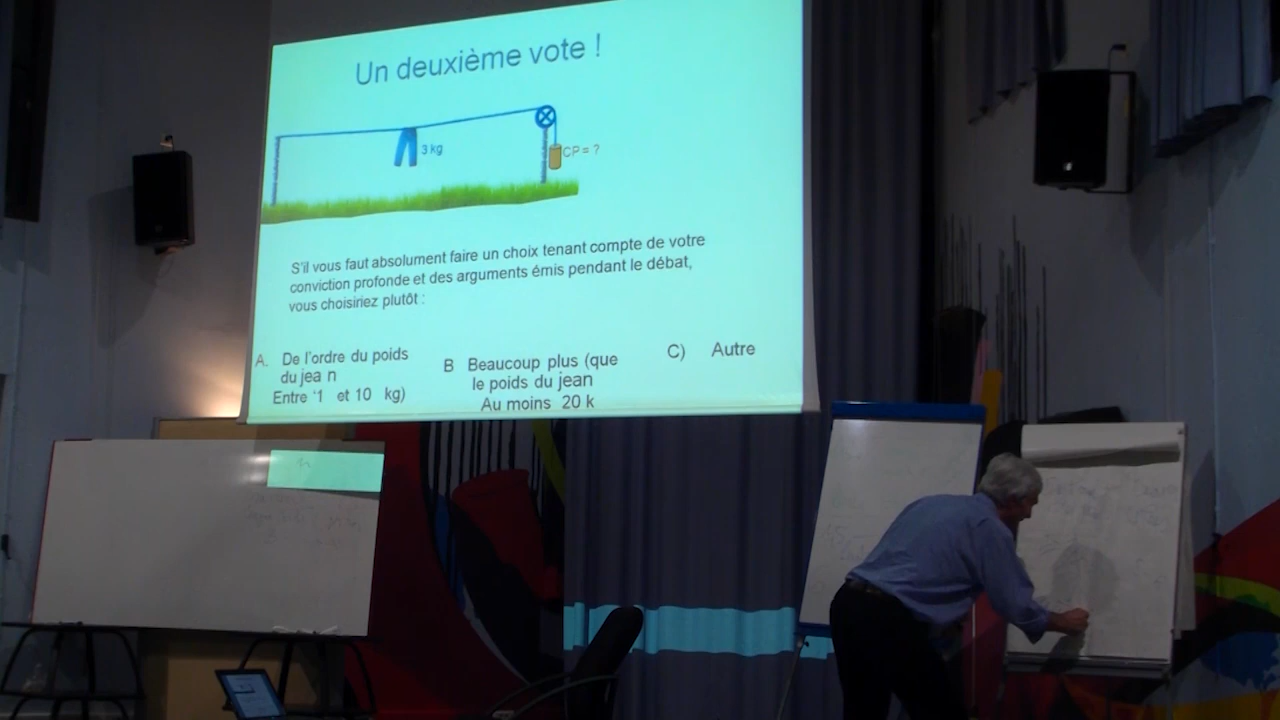 Un deuxième vote !
3 kg
CP = ?
S'il vous faut absolument faire un choix tenant compte de votre
conviction profonde et des arguments émis pendant le débat,
vous choisiriez plutôt :
A. De l'ordre du poids
du jea n
Entre '1 et 10 kg)
B Beaucoup plus (que
le poids du jean
Au moins 20 k
C) Autre